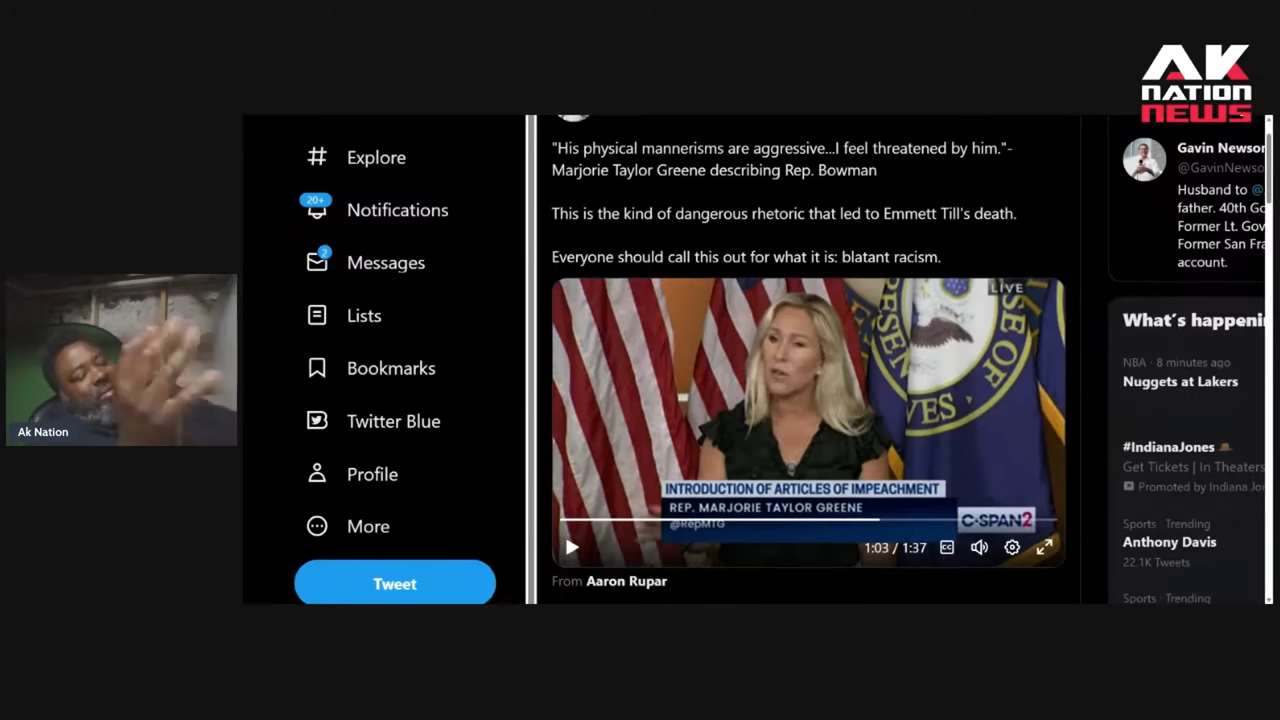 AK
NATION
NEWS
Explore
20+
Notifications
2
Messages
Lists
Bookmarks
Twitter Blue
Profile
More
Tweet
Ak Nation
"His physical mannerisms are aggressive...I feel threatened by him."-
Marjorie Taylor Greene describing Rep. Bowman
This is the kind of dangerous rhetoric that led to Emmett Till's death.
Everyone should call this out for what it is: blatant racism.
LIVE
INTRODUCTION OF ARTICLES OF IMPEACHMENT
REP. MARJORIE TAYLOR GREENE
@RepMTG
C-SPAN2
1:03 / 1:37
CC
From Aaron Rupar
Gavin Newsor
@GavinNewso
Husband to @
father. 40th Go
Former Lt. Gov
Former San Fra
account.
What's happenin
NBA · 8 minutes ago
Nuggets at Lakers
#IndianaJones
Get Tickets | In Theaters
Promoted by Indiana Jon
Sports · Trending
Anthony Davis
22.1K Tweets
Sports · Trending